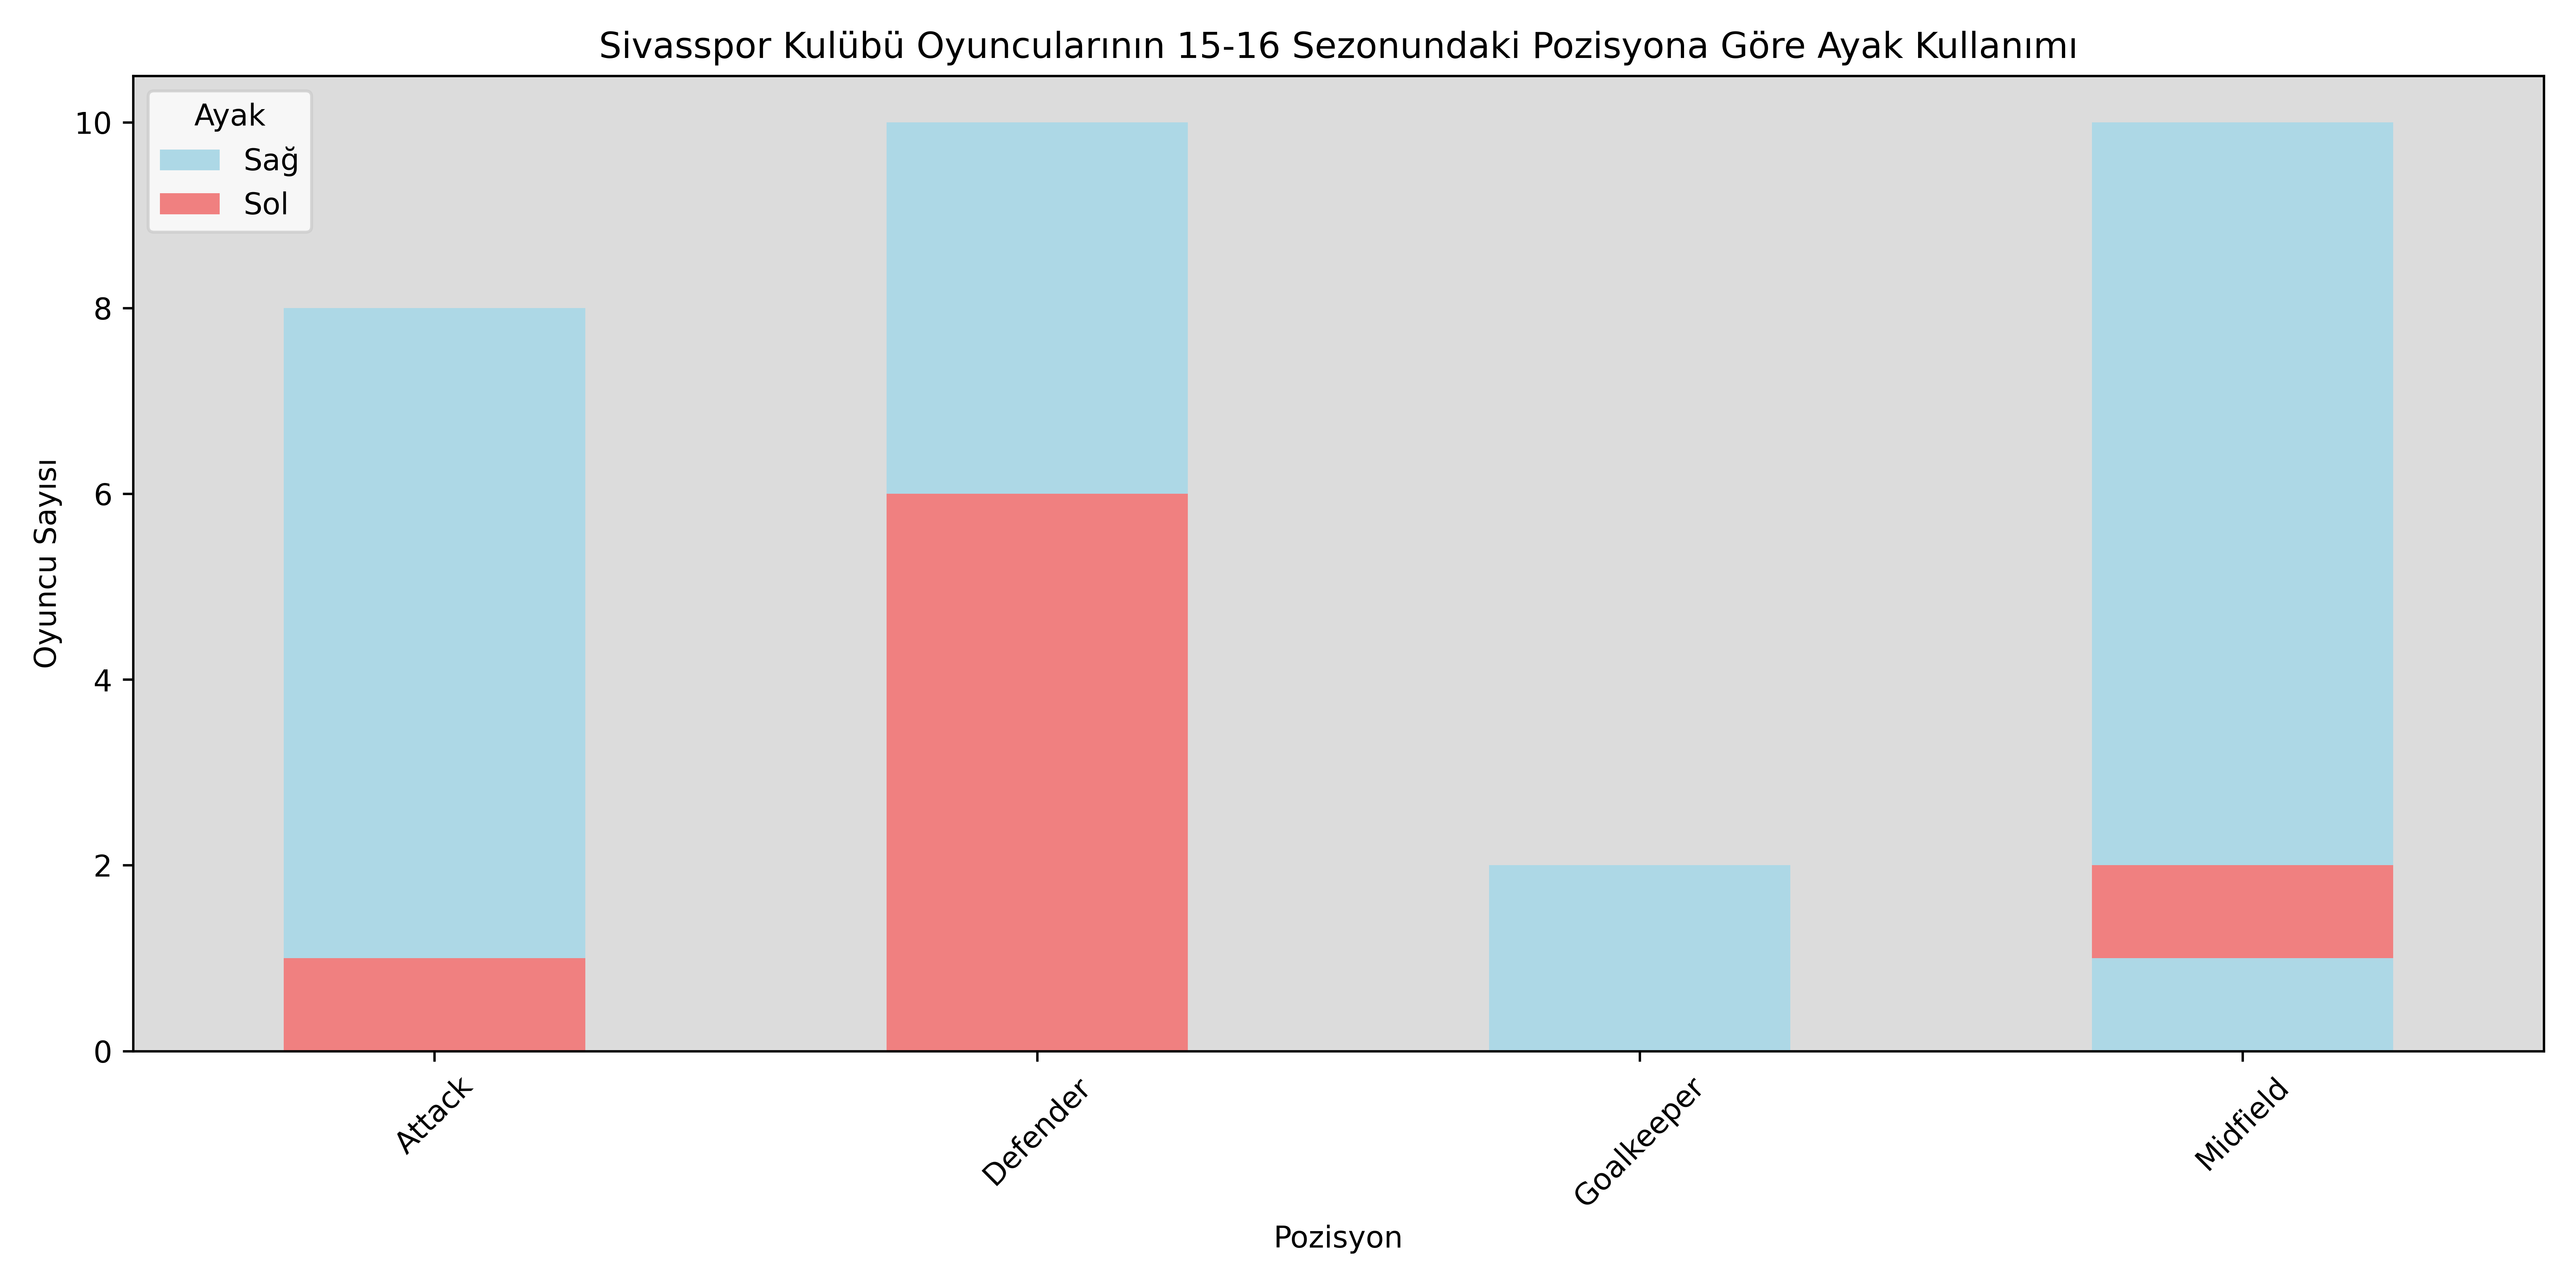 Sivasspor Kulübü Oyuncularının 15-16 Sezonundaki Pozisyona Göre Ayak Kullanımı
Ayak
Sağ
Sol
Oyuncu Sayısı
10
8
6
4
2
0
Attack
Defender
Goalkeeper
Midfield
Pozisyon